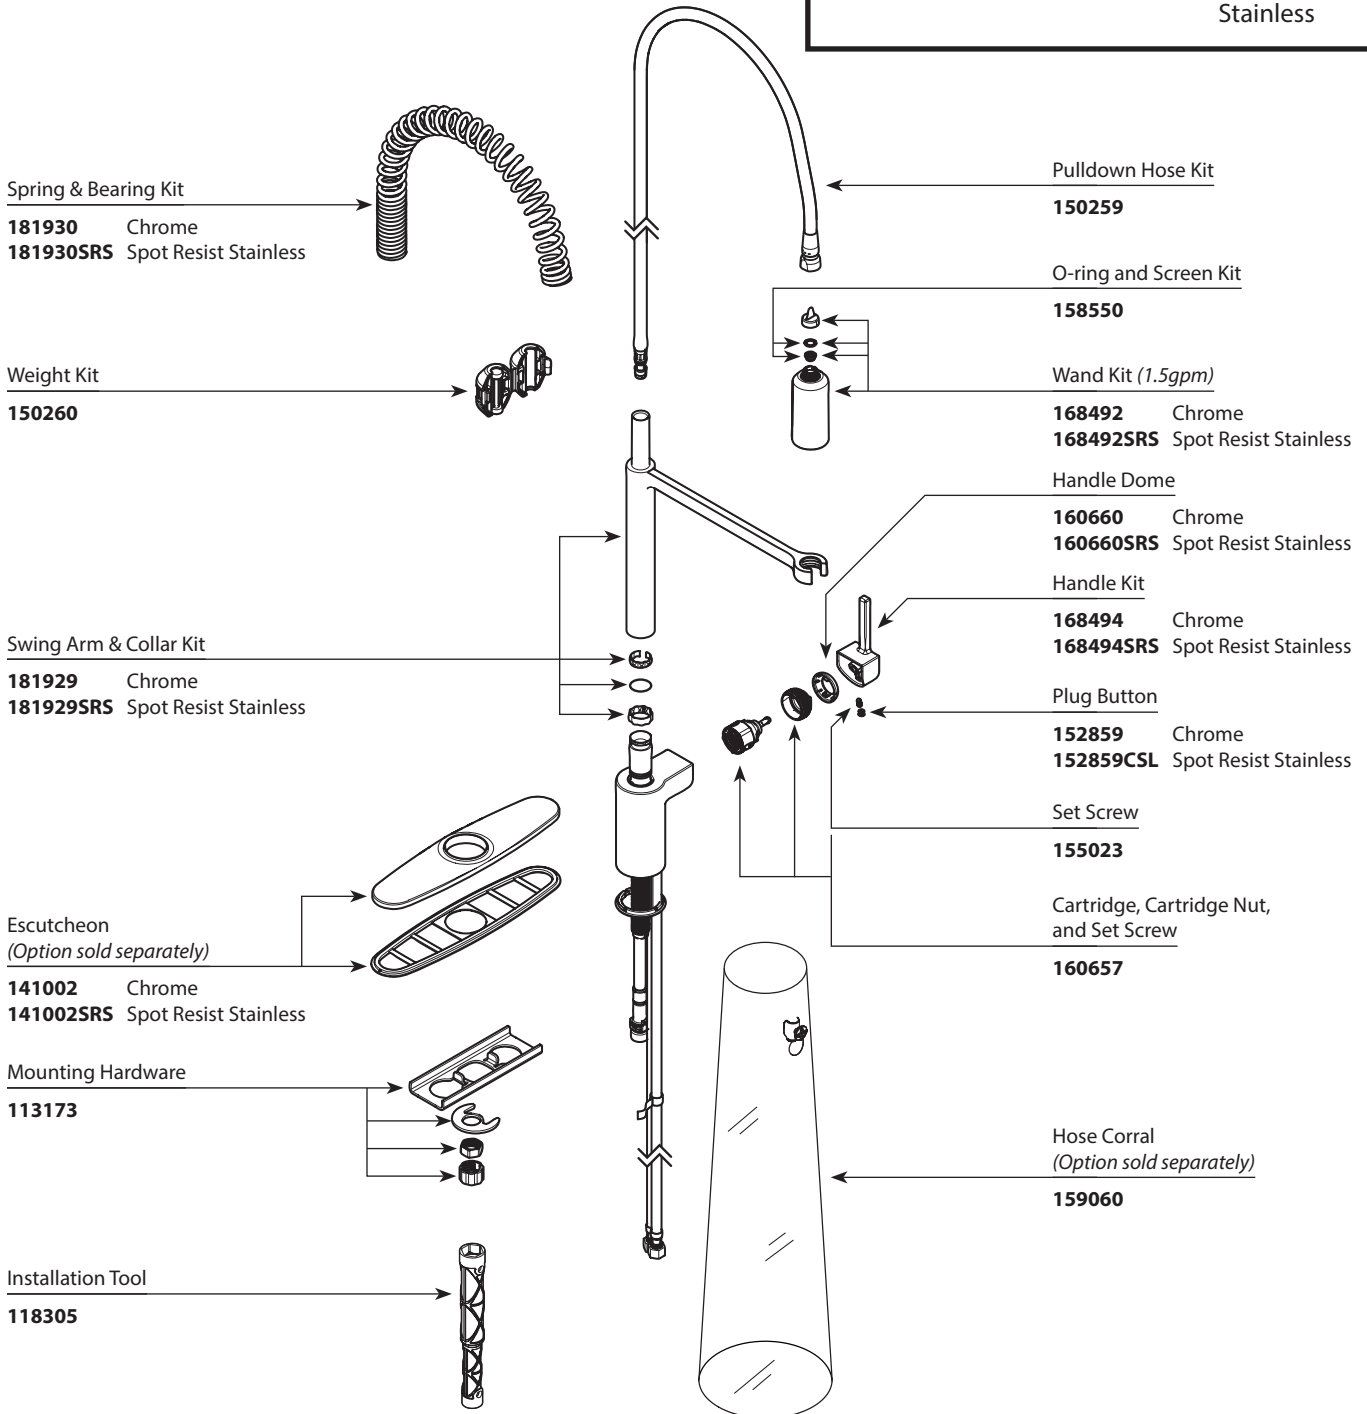 Stainless
Spring & Bearing Kit
181930 Chrome
181930SRS Spot Resist Stainless
Weight Kit
150260
Swing Arm & Collar Kit
181929 Chrome
181929SRS Spot Resist Stainless
Escutcheon
(Option sold separately)
141002 Chrome
141002SRS Spot Resist Stainless
Mounting Hardware
113173
Installation Tool
118305
Pulldown Hose Kit
150259
O-ring and Screen Kit
158550
Wand Kit (1.5gpm)
168492 Chrome
168492SRS Spot Resist Stainless
Handle Dome
160660 Chrome
160660SRS Spot Resist Stainless
Handle Kit
168494 Chrome
168494SRS Spot Resist Stainless
Plug Button
152859 Chrome
152859CSL Spot Resist Stainless
Set Screw
155023
Cartridge, Cartridge Nut,
and Set Screw
160657
Hose Corral
(Option sold separately)
159060